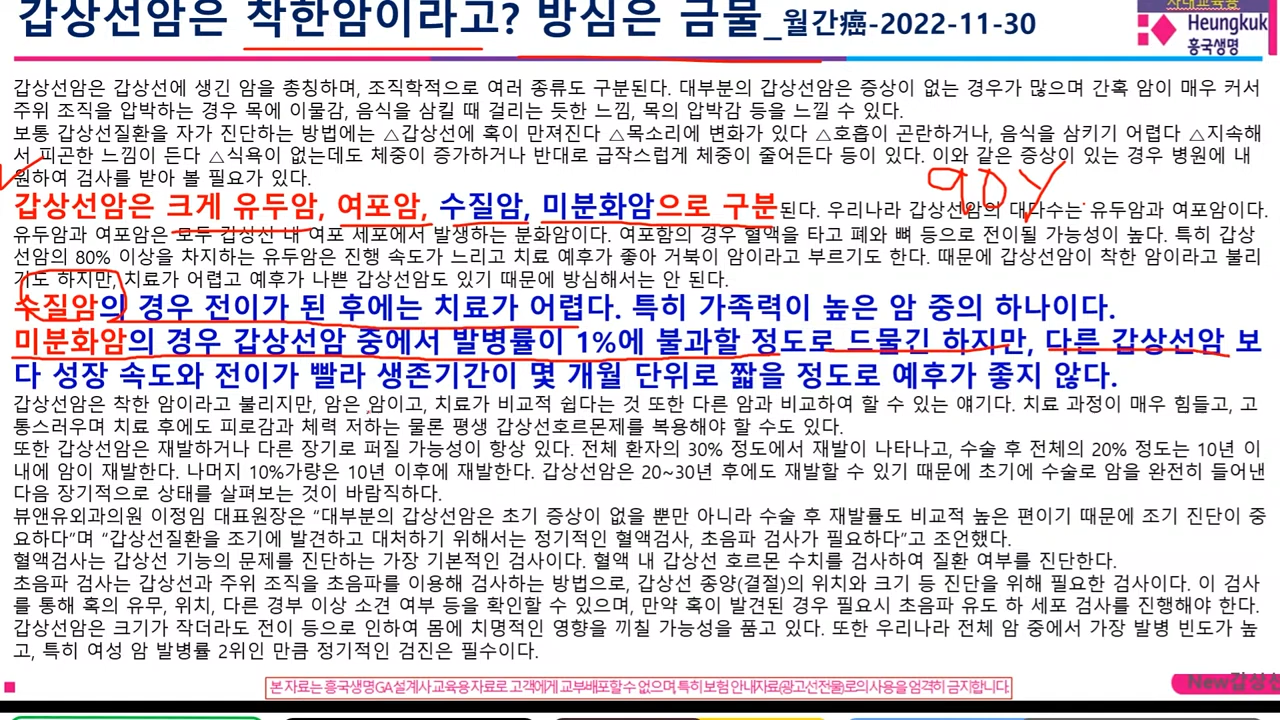 갑상선암은 착한암이라고? 방심은 금물_월간癌-2022-11-30
사내교육용
Heungkuk
흥국생명
갑상선암은 갑상선에 생긴 암을 총칭하며, 조직학적으로 여러 종류도 구분된다. 대부분의 갑상선암은 증상이 없는 경우가 많으며 간혹 암이 매우 커서
주위 조직을 압박하는 경우 목에 이물감, 음식을 삼킬 때 걸리는 듯한 느낌, 목의 압박감 등을 느낄 수 있다.
보통 갑상선질환을 자가 진단하는 방법에는 △갑상선에 혹이 만져진다 △목소리에 변화가 있다 △호흡이 곤란하거나, 음식을 삼키기 어렵다 △지속해
서 피곤한 느낌이 든다 △식욕이 없는데도 체중이 증가하거나 반대로 급작스럽게 체중이 줄어든다 등이 있다. 이와 같은 증상이 있는 경우 병원에 내
원하여 검사를 받아 볼 필요가 있다.
90
갑상선암은 크게 유두암, 여포암, 수질암, 미분화암으로 구분된다. 우리나라 갑상선암의 대다수는 유두암과 여포암이다.
유두암과 여포암은 모두 갑상선 내 여포 세포에서 발생하는 분화암이다. 여포함의 경우 혈액을 타고 폐와 뼈 등으로 전이될 가능성이 높다. 특히 갑상
선암의 80% 이상을 차지하는 유두암은 진행 속도가 느리고 치료 예후가 좋아 거북이 암이라고 부르기도 한다. 때문에 갑상선암이 착한 암이라고 불리
기도 하지만, 치료가 어렵고 예후가 나쁜 갑상선암도 있기 때문에 방심해서는 안 된다.
수질암의 경우 전이가 된 후에는 치료가 어렵다. 특히 가족력이 높은 암 중의 하나이다.
미분화암의 경우 갑상선암 중에서 발병률이 1%에 불과할 정도로 드물긴 하지만, 다른 갑상선암 보
다 성장 속도와 전이가 빨라 생존기간이 몇 개월 단위로 짧을 정도로 예후가 좋지 않다.
갑상선암은 착한 암이라고 불리지만, 암은 암이고, 치료가 비교적 쉽다는 것 또한 다른 암과 비교하여 할 수 있는 얘기다. 치료 과정이 매우 힘들고, 고
통스러우며 치료 후에도 피로감과 체력 저하는 물론 평생 갑상선호르몬제를 복용해야 할 수도 있다.
또한 갑상선암은 재발하거나 다른 장기로 퍼질 가능성이 항상 있다. 전체 환자의 30% 정도에서 재발이 나타나고, 수술 후 전체의 20% 정도는 10년 이
내에 암이 재발한다. 나머지 10%가량은 10년 이후에 재발한다. 갑상선암은 20~30년 후에도 재발할 수 있기 때문에 초기에 수술로 암을 완전히 들어낸
다음 장기적으로 상태를 살펴보는 것이 바람직하다.
뷰앤유외과의원 이정임 대표원장은 “대부분의 갑상선암은 초기 증상이 없을 뿐만 아니라 수술 후 재발률도 비교적 높은 편이기 때문에 조기 진단이 중
요하다”며 “갑상선질환을 조기에 발견하고 대처하기 위해서는 정기적인 혈액검사, 초음파 검사가 필요하다”고 조언했다.
혈액검사는 갑상선 기능의 문제를 진단하는 가장 기본적인 검사이다. 혈액 내 갑상선 호르몬 수치를 검사하여 질환 여부를 진단한다.
초음파 검사는 갑상선과 주위 조직을 초음파를 이용해 검사하는 방법으로, 갑상선 종양(결절)의 위치와 크기 등 진단을 위해 필요한 검사이다. 이 검사
를 통해 혹의 유무, 위치, 다른 경부 이상 소견 여부 등을 확인할 수 있으며, 만약 혹이 발견된 경우 필요시 초음파 유도 하 세포 검사를 진행해야 한다.
갑상선암은 크기가 작더라도 전이 등으로 인하여 몸에 치명적인 영향을 끼칠 가능성을 품고 있다. 또한 우리나라 전체 암 중에서 가장 발병 빈도가 높
고, 특히 여성 암 발병률 2위인 만큼 정기적인 검진은 필수이다.
본 자료는 흥국생명 GA설계사 교육용 자료로 고객에게 교부배포할 수 없으며, 특히 보험 안내자료(광고선전물)로의 사용을 엄격히 금지합니다.
New갑상선